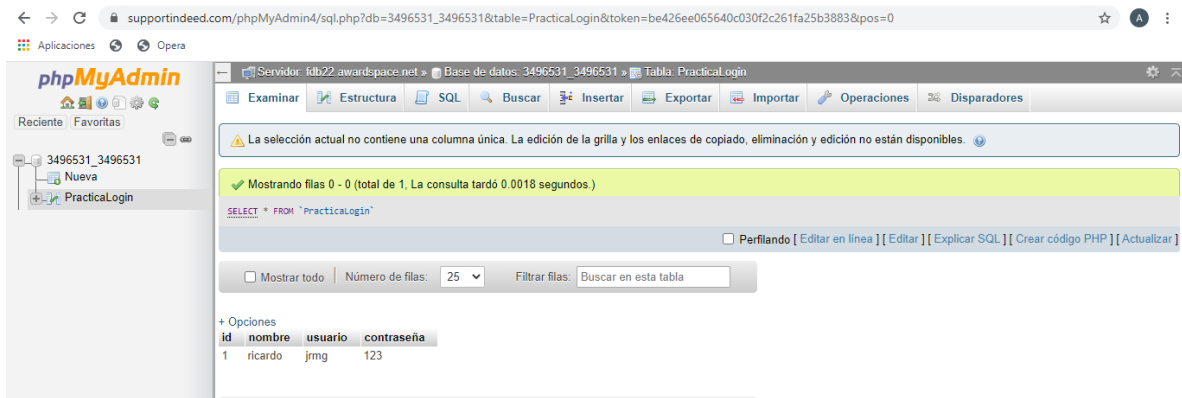 supportindeed.com/phpMyAdmin4/sql.php?db=3496531_3496531&table=PracticaLogin&token=be426ee065640c030f2c261fa25b3883&pos=0
A
Aplicaciones Opera
phpMyAdmin
Reciente Favoritas
3496531_3496531
Nueva
PracticaLogin
Servidor: fdb22.awardspace.net » Base de datos: 3496531_3496531 » Tabla: PracticaLogin
Examinar Estructura SQL Buscar Insertar Exportar Importar Operaciones Disparadores
La selección actual no contiene una columna única. La edición de la grilla y los enlaces de copiado, eliminación y edición no están disponibles.
Mostrando filas 0 - 0 (total de 1, La consulta tardó 0.0018 segundos.)
SELECT * FROM `PracticaLogin`
Perfilando [ Editar en línea ] [ Editar ] [ Explicar SQL ] [ Crear código PHP ] [ Actualizar ]
Mostrar todo Número de filas: 25 Filtrar filas: Buscar en esta tabla
+ Opciones
id nombre usuario contraseña
1 ricardo jrmg 123